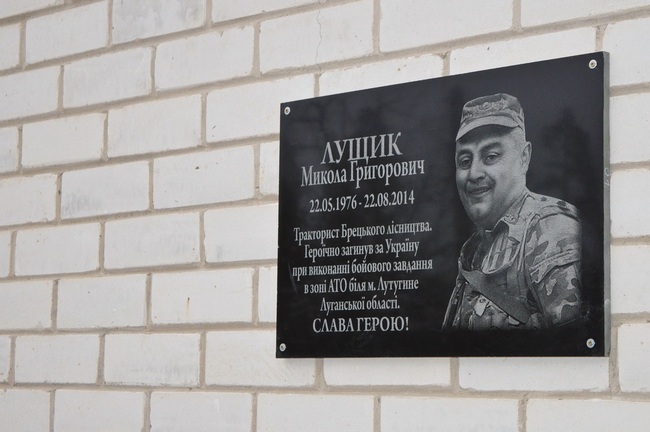 ЛУЩИК
Микола Григорович
22.05.1976 - 22.08.2014
Тракторист Брецького лісництва.
Героїчно загинув за Україну
при виконанні бойового завдання
в зоні АТО біля м. Лутугине
Луганської області.
СЛАВА ГЕРОЮ!